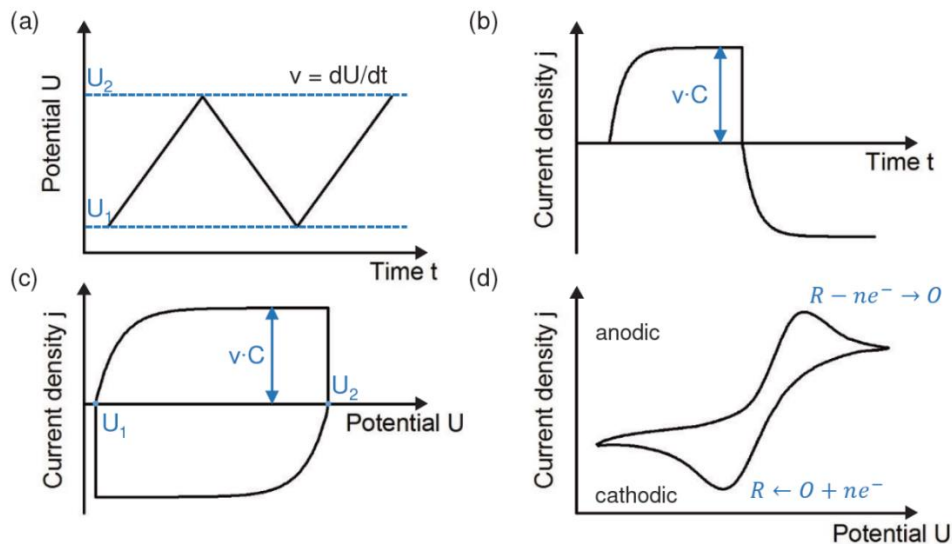 (a)
Potential U
U₂
v = dU/dt
U₁
Time t
(b)
Current density j
v·C
Time t
(c)
Current density j
v·C
U₂
U₁
Potential U
(d)
Current density j
R − ne⁻ → O
anodic
cathodic
R ← O + ne⁻
Potential U